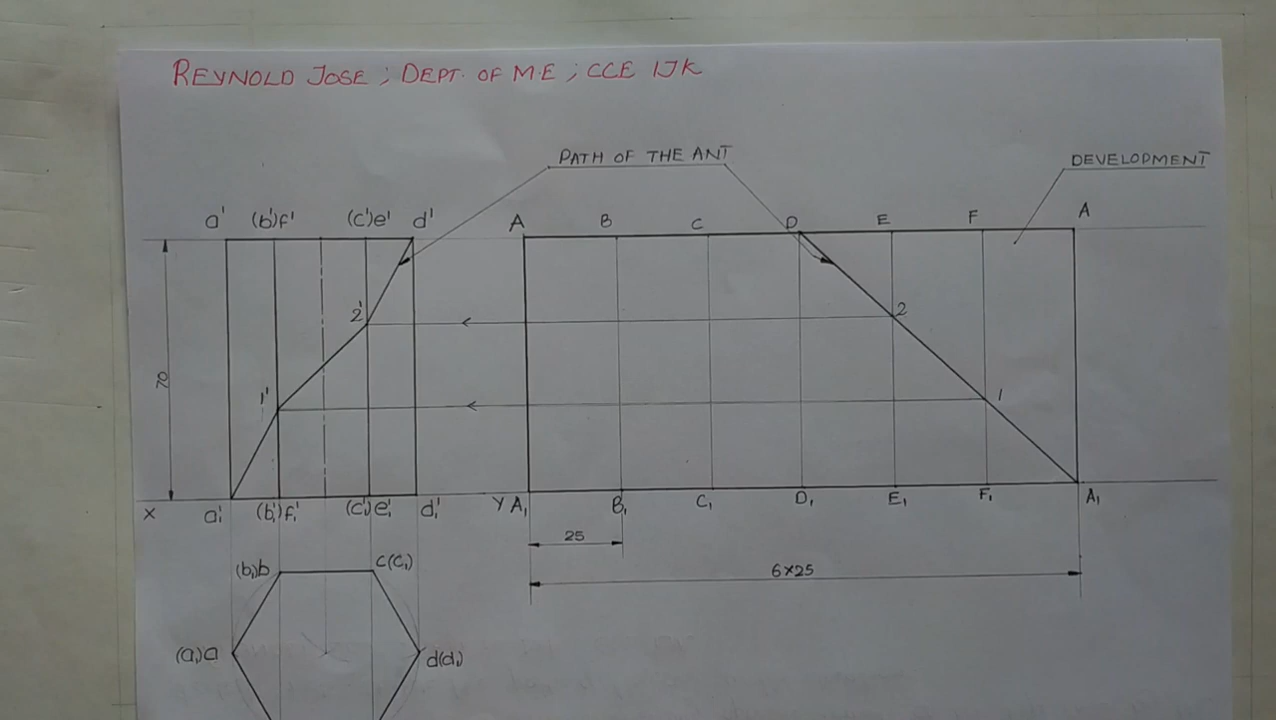 REYNOLD JOSE ; DEPT. OF M.E ; CCE IJK
PATH OF THE ANT
DEVELOPMENT
a' (b')f' (c')e' d' A B C D E F A
2' 2
70
1' 1
X a₁' (b₁')f₁' (c₁')e₁' d₁' Y A₁ B₁ C₁ D₁ E₁ F₁ A₁
25
(b₁)b c(c₁) 6×25
(a₁)a d(d₁)